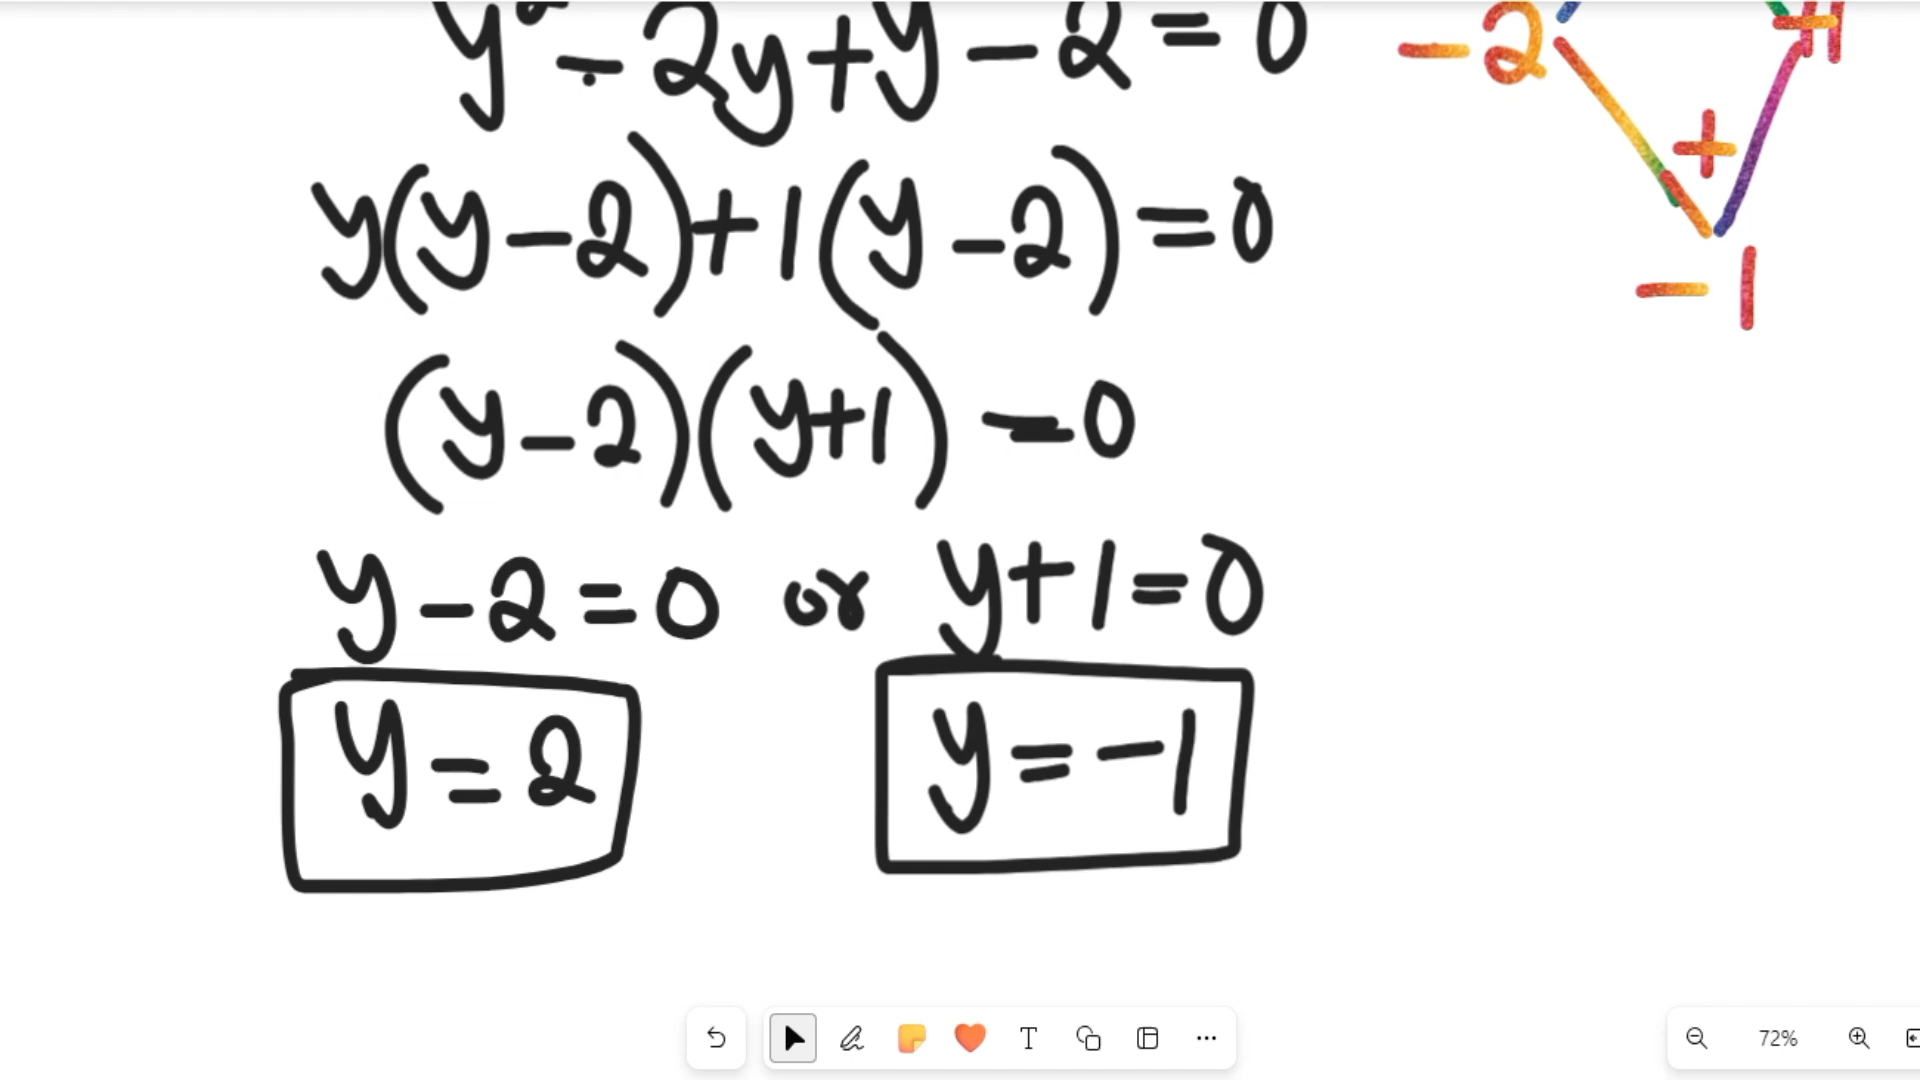 y² - 2y + y - 2 = 0
y(y - 2) + 1(y - 2) = 0
(y - 2)(y + 1) = 0
y - 2 = 0 or y + 1 = 0
y = 2
y = -1
-2
+1
+
-1
T
72%